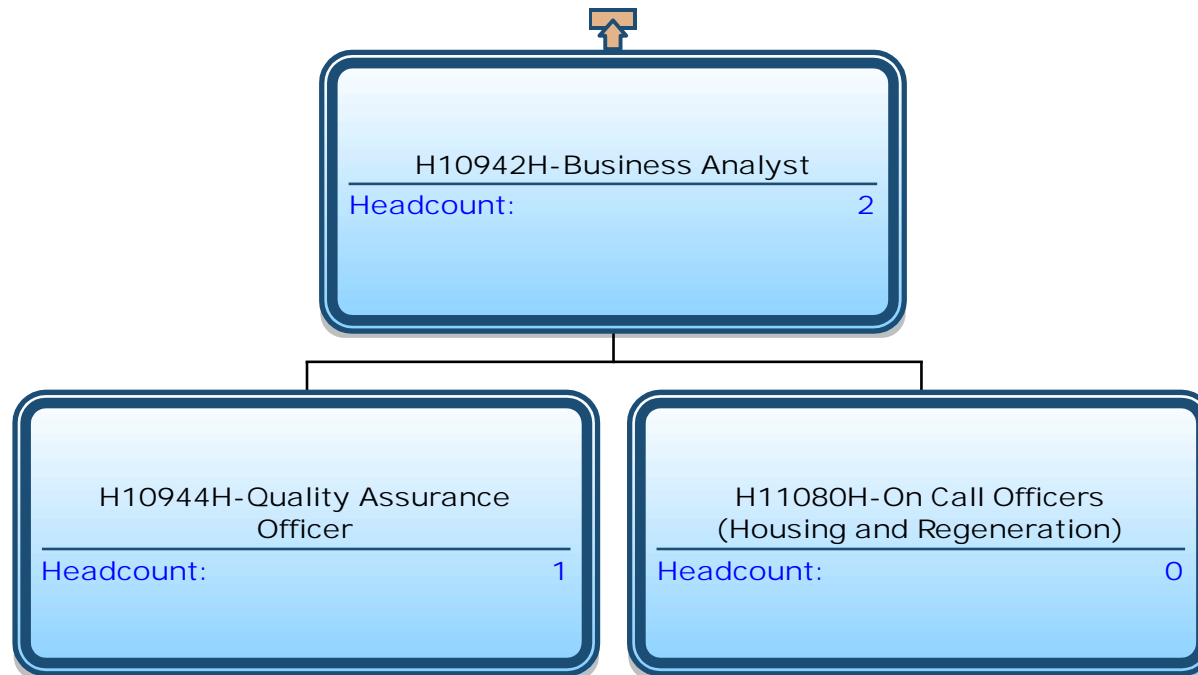 H10942H-Business Analyst
Headcount: 2
H10944H-Quality Assurance
Officer
Headcount: 1
H11080H-On Call Officers
(Housing and Regeneration)
Headcount: 0